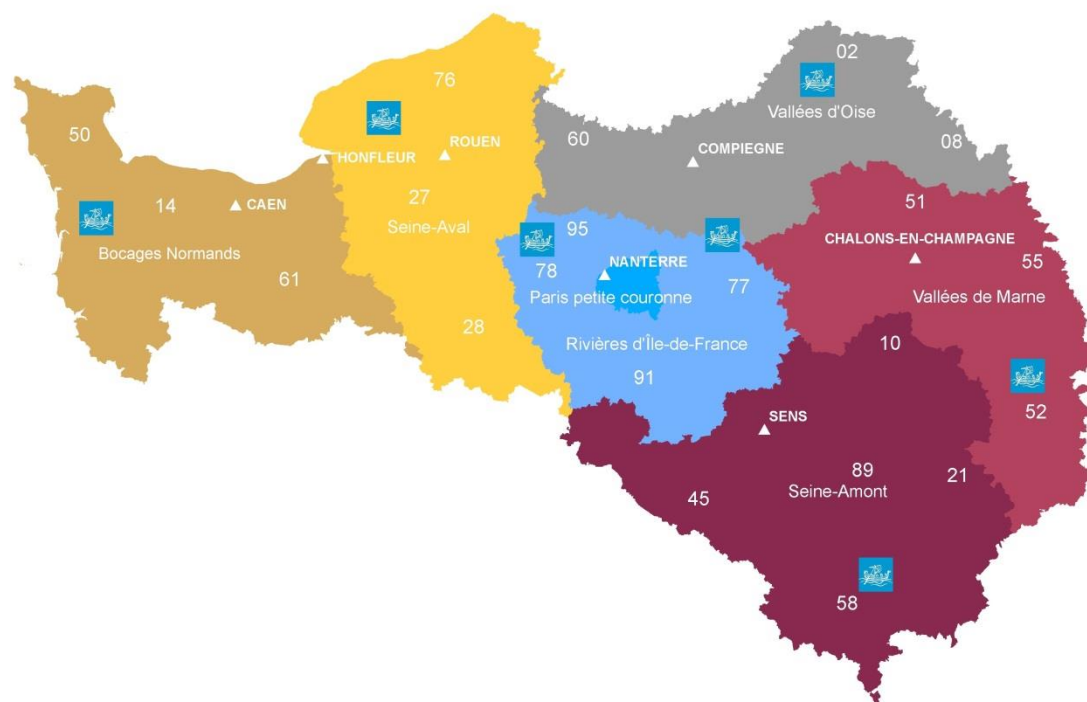 02
76
Vallées d'Oise
50
60
08
ROUEN
COMPIEGNE
HONFLEUR
27
14
CAEN
51
Seine-Aval
95
CHALONS-EN-CHAMPAGNE
Bocages Normands
NANTERRE
55
78
61
77
Paris petite couronne
Vallées de Marne
28
Rivières d'Île-de-France
10
91
52
SENS
89
21
45
Seine-Amont
58